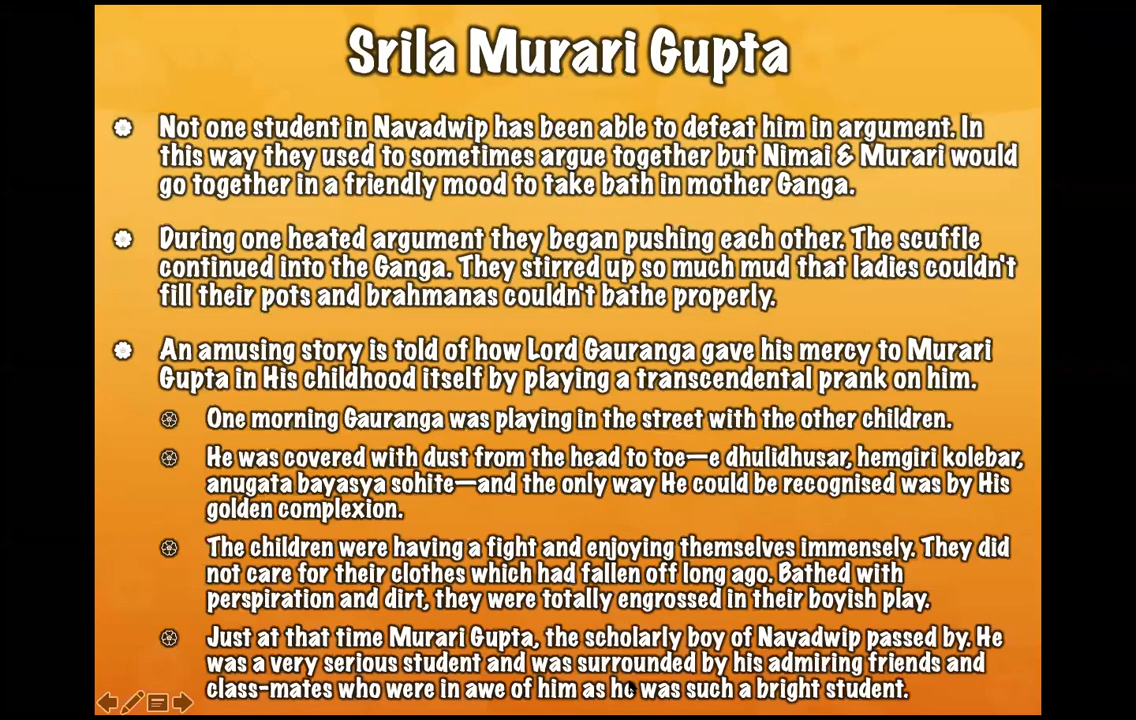 Srila Murari Gupta
Not one student in Navadwip has been able to defeat him in argument. In
this way they used to sometimes argue together but Nimai & Murari would
go together in a friendly mood to take bath in mother Ganga.
During one heated argument they began pushing each other. The scuffle
continued into the Ganga. They stirred up so much mud that ladies couldn't
fill their pots and brahmanas couldn't bathe properly.
An amusing story is told of how Lord Gauranga gave his mercy to Murari
Gupta in His childhood itself by playing a transcendental prank on him.
One morning Gauranga was playing in the street with the other children.
He was covered with dust from the head to toe—e dhulidhusar, hemgiri kolebar,
anugata bayasya sohite—and the only way He could be recognised was by His
golden complexion.
The children were having a fight and enjoying themselves immensely. They did
not care for their clothes which had fallen off long ago. Bathed with
perspiration and dirt, they were totally engrossed in their boyish play.
Just at that time Murari Gupta, the scholarly boy of Navadwip passed by. He
was a very serious student and was surrounded by his admiring friends and
class-mates who were in awe of him as he was such a bright student.